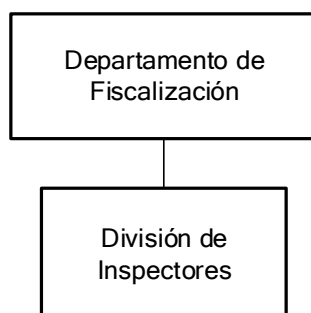 Departamento de
Fiscalización
División de
Inspectores